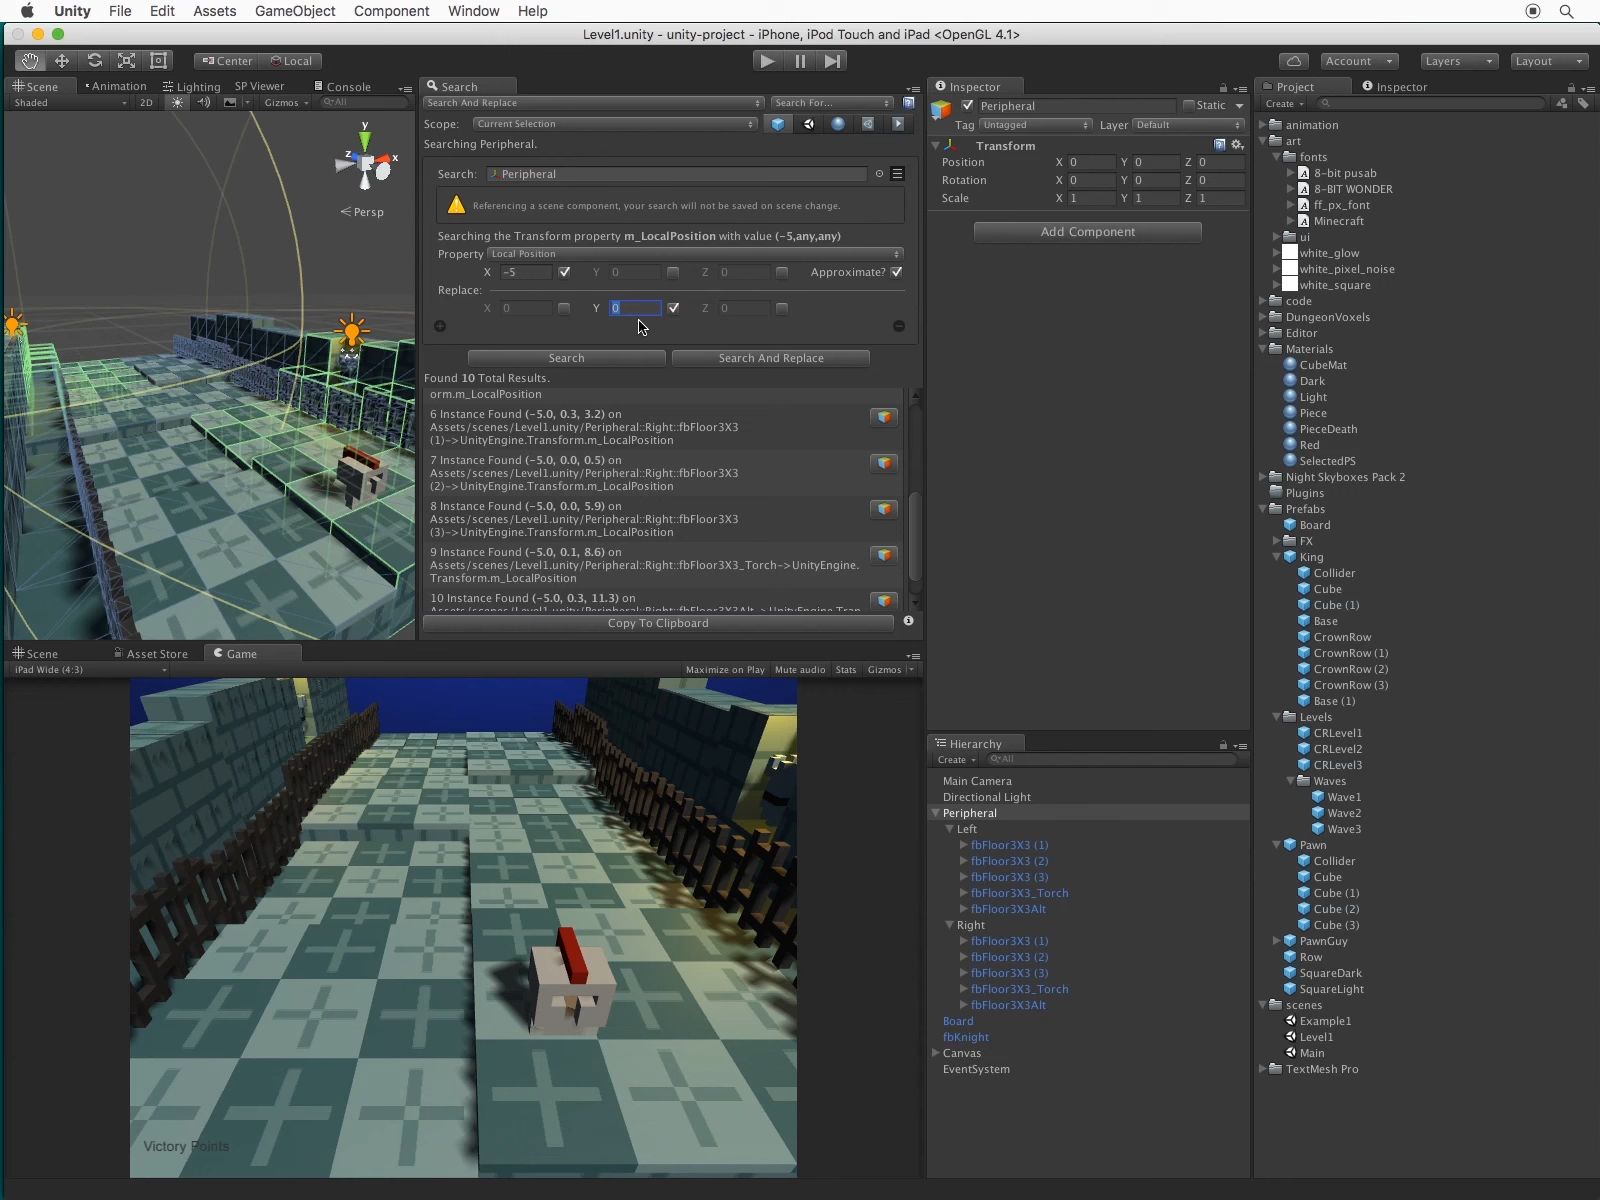 Unity File Edit Assets GameObject Component Window Help
Level1.unity - unity-project - iPhone, iPod Touch and iPad <OpenGL 4.1>
Center Local Account Layers Layout
Scene Animation Lighting SP Viewer Console
Shaded 2D Gizmos All
y
z x
Persp
Search
Search And Replace Search For...
Scope: Current Selection
Searching Peripheral.
Search: Peripheral
Referencing a scene component, your search will not be saved on scene change.
Searching the Transform property m_LocalPosition with value (-5,any,any)
Property Local Position
X -5 Y 0 Z 0 Approximate?
Replace:
X 0 Y 0 Z 0
Search Search And Replace
Found 10 Total Results.
orm.m_LocalPosition
6 Instance Found (-5.0, 0.3, 3.2) on
Assets/scenes/Level1.unity/Peripheral::Right::fbFloor3X3
(1)->UnityEngine.Transform.m_LocalPosition
7 Instance Found (-5.0, 0.0, 0.5) on
Assets/scenes/Level1.unity/Peripheral::Right::fbFloor3X3
(2)->UnityEngine.Transform.m_LocalPosition
8 Instance Found (-5.0, 0.0, 5.9) on
Assets/scenes/Level1.unity/Peripheral::Right::fbFloor3X3
(3)->UnityEngine.Transform.m_LocalPosition
9 Instance Found (-5.0, 0.1, 8.6) on
Assets/scenes/Level1.unity/Peripheral::Right::fbFloor3X3_Torch->UnityEngine.
Transform.m_LocalPosition
10 Instance Found (-5.0, 0.3, 11.3) on
Assets/scenes/Level1.unity/Peripheral::Right::fbFloor3X3Alt->UnityEngine.Tran
Copy To Clipboard
Scene Asset Store Game
iPad Wide (4:3) Maximize on Play Mute audio Stats Gizmos
Victory Points
Inspector
Peripheral Static
Tag Untagged Layer Default
Transform
Position X 0 Y 0 Z 0
Rotation X 0 Y 0 Z 0
Scale X 1 Y 1 Z 1
Add Component
Hierarchy
Create All
Main Camera
Directional Light
Peripheral
Left
fbFloor3X3 (1)
fbFloor3X3 (2)
fbFloor3X3 (3)
fbFloor3X3_Torch
fbFloor3X3Alt
Right
fbFloor3X3 (1)
fbFloor3X3 (2)
fbFloor3X3 (3)
fbFloor3X3_Torch
fbFloor3X3Alt
Board
fbKnight
Canvas
EventSystem
Project Inspector
Create
animation
art
fonts
8-bit pusab
8-BIT WONDER
ff_px_font
Minecraft
ui
white_glow
white_pixel_noise
white_square
code
DungeonVoxels
Editor
Materials
CubeMat
Dark
Light
Piece
PieceDeath
Red
SelectedPS
Night Skyboxes Pack 2
Plugins
Prefabs
Board
FX
King
Collider
Cube
Cube (1)
Base
CrownRow
CrownRow (1)
CrownRow (2)
CrownRow (3)
Base (1)
Levels
CRLevel1
CRLevel2
CRLevel3
Waves
Wave1
Wave2
Wave3
Pawn
Collider
Cube
Cube (1)
Cube (2)
Cube (3)
PawnGuy
Row
SquareDark
SquareLight
scenes
Example1
Level1
Main
TextMesh Pro